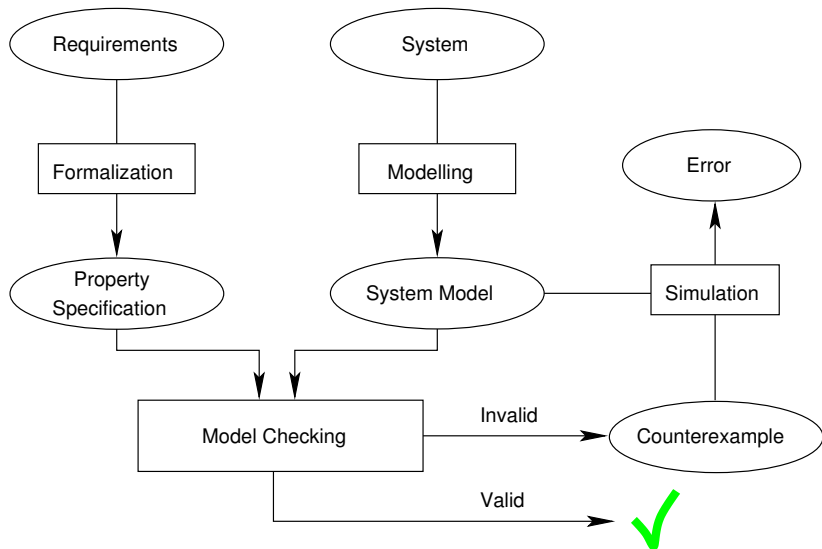 Requirements
System
Formalization
Modelling
Error
Property
Specification
System Model
Simulation
Model Checking
Invalid
Counterexample
Valid